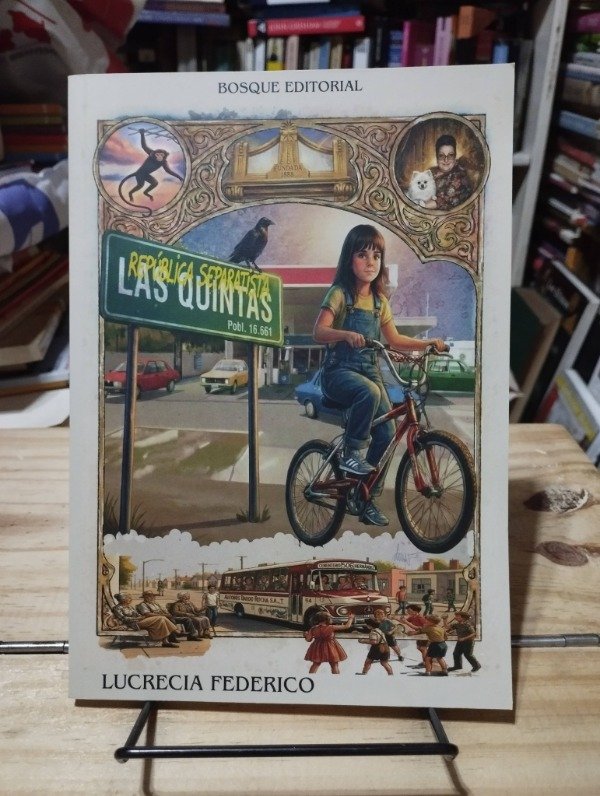 BOSQUE EDITORIAL
FUNDADA
REPÚBLICA SEPARATISTA
LAS QUINTAS
Pobl. 16.661
LUCRECIA FEDERICO